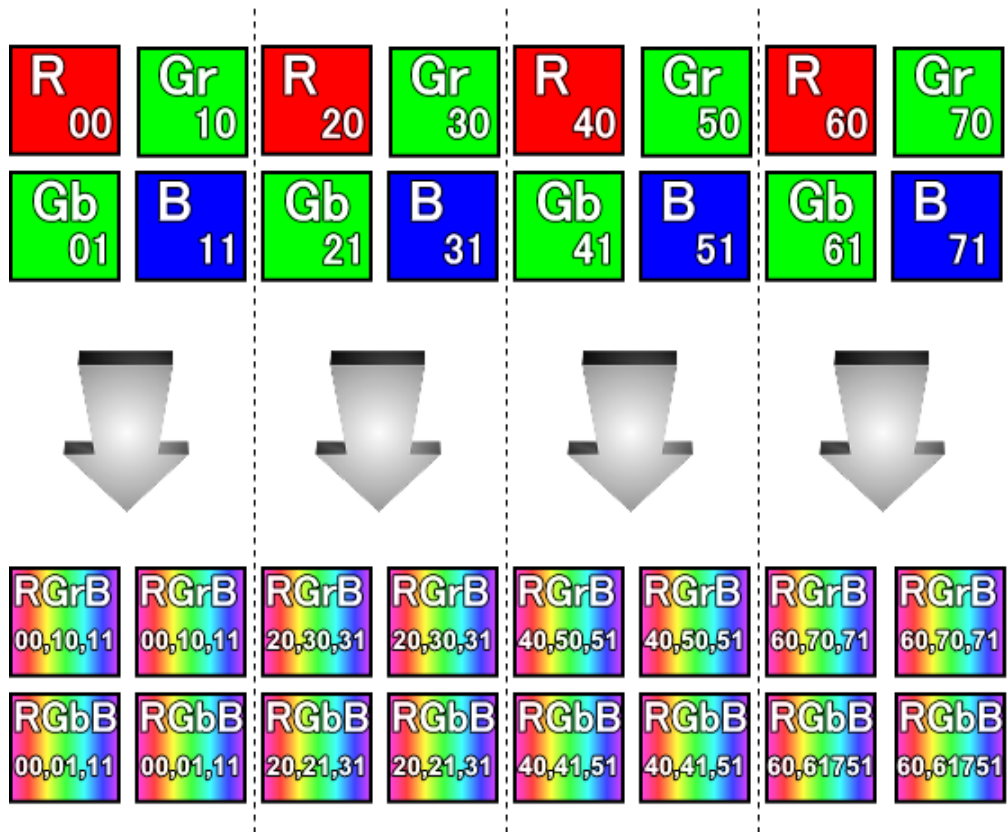 R Gr R Gr R Gr R Gr
00 10 20 30 40 50 60 70
Gb B Gb B Gb B Gb B
01 11 21 31 41 51 61 71
RGrB RGrB RGrB RGrB RGrB RGrB RGrB RGrB
00,10,11 00,10,11 20,30,31 20,30,31 40,50,51 40,50,51 60,70,71 60,70,71
RGbB RGbB RGbB RGbB RGbB RGbB RGbB RGbB
00,01,11 00,01,11 20,21,31 20,21,31 40,41,51 40,41,51 60,61751 60,61751